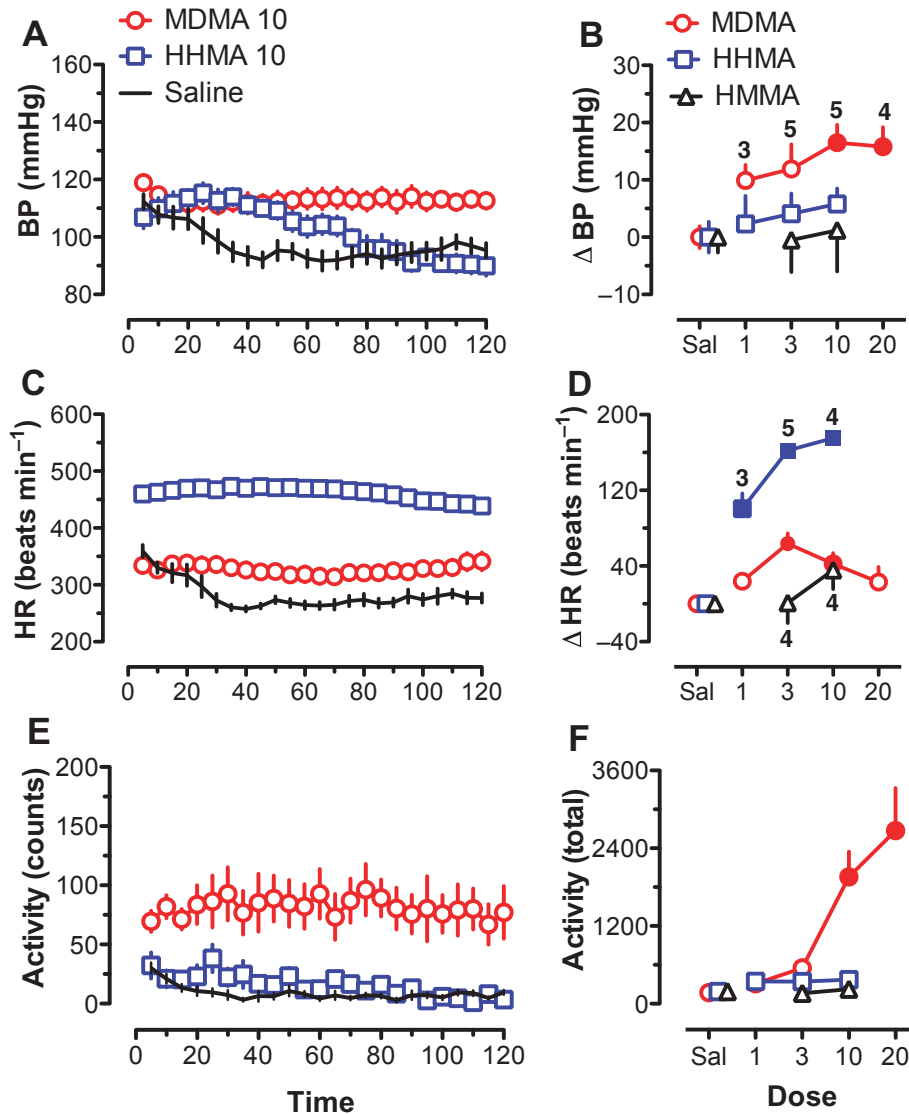 A
MDMA 10
HHMA 10
Saline
BP (mmHg)
160
140
120
100
80
0 20 40 60 80 100 120
B
MDMA
HHMA
HMMA
Δ BP (mmHg)
30
20
10
0
–10
3 5 5 4
Sal 1 3 10 20
C
HR (beats min⁻¹)
600
500
400
300
200
0 20 40 60 80 100 120
D
Δ HR (beats min⁻¹)
200
120
40
–40
3 5 4
4 4
Sal 1 3 10 20
E
Activity (counts)
200
150
100
50
0
0 20 40 60 80 100 120
Time
F
Activity (total)
3600
2400
1200
0
Sal 1 3 10 20
Dose